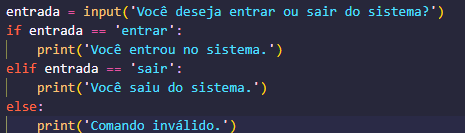 entrada = input('Você deseja entrar ou sair do sistema?')
if entrada == 'entrar':
    print('Você entrou no sistema.')
elif entrada == 'sair':
    print('Você saiu do sistema.')
else:
    print('Comando inválido.')